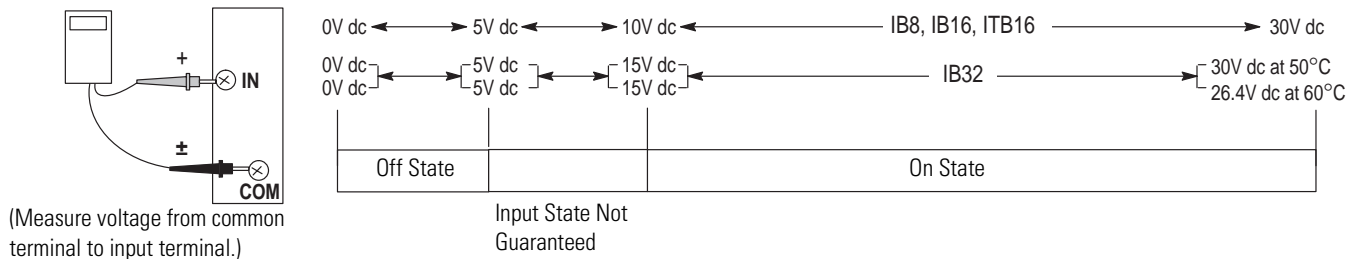 0V dc 5V dc 10V dc IB8, IB16, ITB16 30V dc
+
IN
0V dc 5V dc 15V dc 30V dc at 50°C
0V dc 5V dc 15V dc IB32 26.4V dc at 60°C
±
COM
Off State On State
(Measure voltage from common
terminal to input terminal.)
Input State Not
Guaranteed